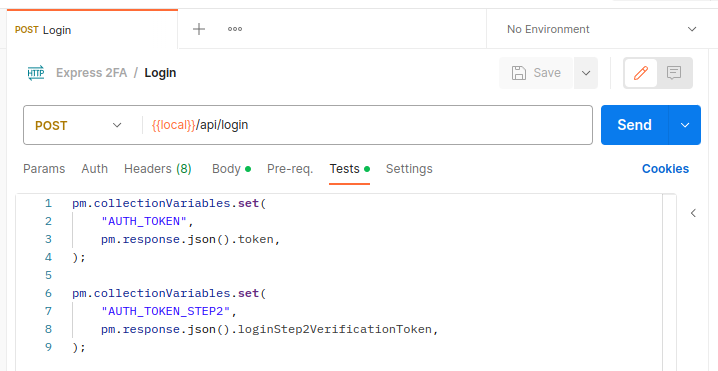 POST Login
No Environment
HTTP Express 2FA / Login
Save
POST {{local}}/api/login
Send
Params Auth Headers (8) Body Pre-req. Tests Settings
Cookies
1 pm.collectionVariables.set(
2 "AUTH_TOKEN",
3 pm.response.json().token,
4 );
5
6 pm.collectionVariables.set(
7 "AUTH_TOKEN_STEP2",
8 pm.response.json().loginStep2VerificationToken,
9 );